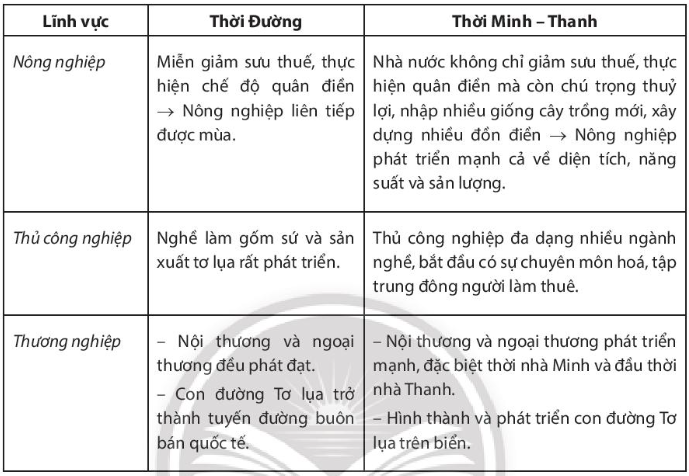 Lĩnh vực
Thời Đường
Thời Minh – Thanh
Nông nghiệp
Miễn giảm sưu thuế, thực
hiện chế độ quân điền
→ Nông nghiệp liên tiếp
được mùa.
Nhà nước không chỉ giảm sưu thuế, thực
hiện quân điền mà còn chú trọng thuỷ
lợi, nhập nhiều giống cây trồng mới, xây
dựng nhiều đồn điền → Nông nghiệp
phát triển mạnh cả về diện tích, năng
suất và sản lượng.
Thủ công nghiệp
Nghề làm gốm sứ và sản
xuất tơ lụa rất phát triển.
Thủ công nghiệp đa dạng nhiều ngành
nghề, bắt đầu có sự chuyên môn hoá, tập
trung đông người làm thuê.
Thương nghiệp
– Nội thương và ngoại
thương đều phát đạt.
– Con đường Tơ lụa trở
thành tuyến đường buôn
bán quốc tế.
– Nội thương và ngoại thương phát triển
mạnh, đặc biệt thời nhà Minh và đầu thời
nhà Thanh.
– Hình thành và phát triển con đường Tơ
lụa trên biển.